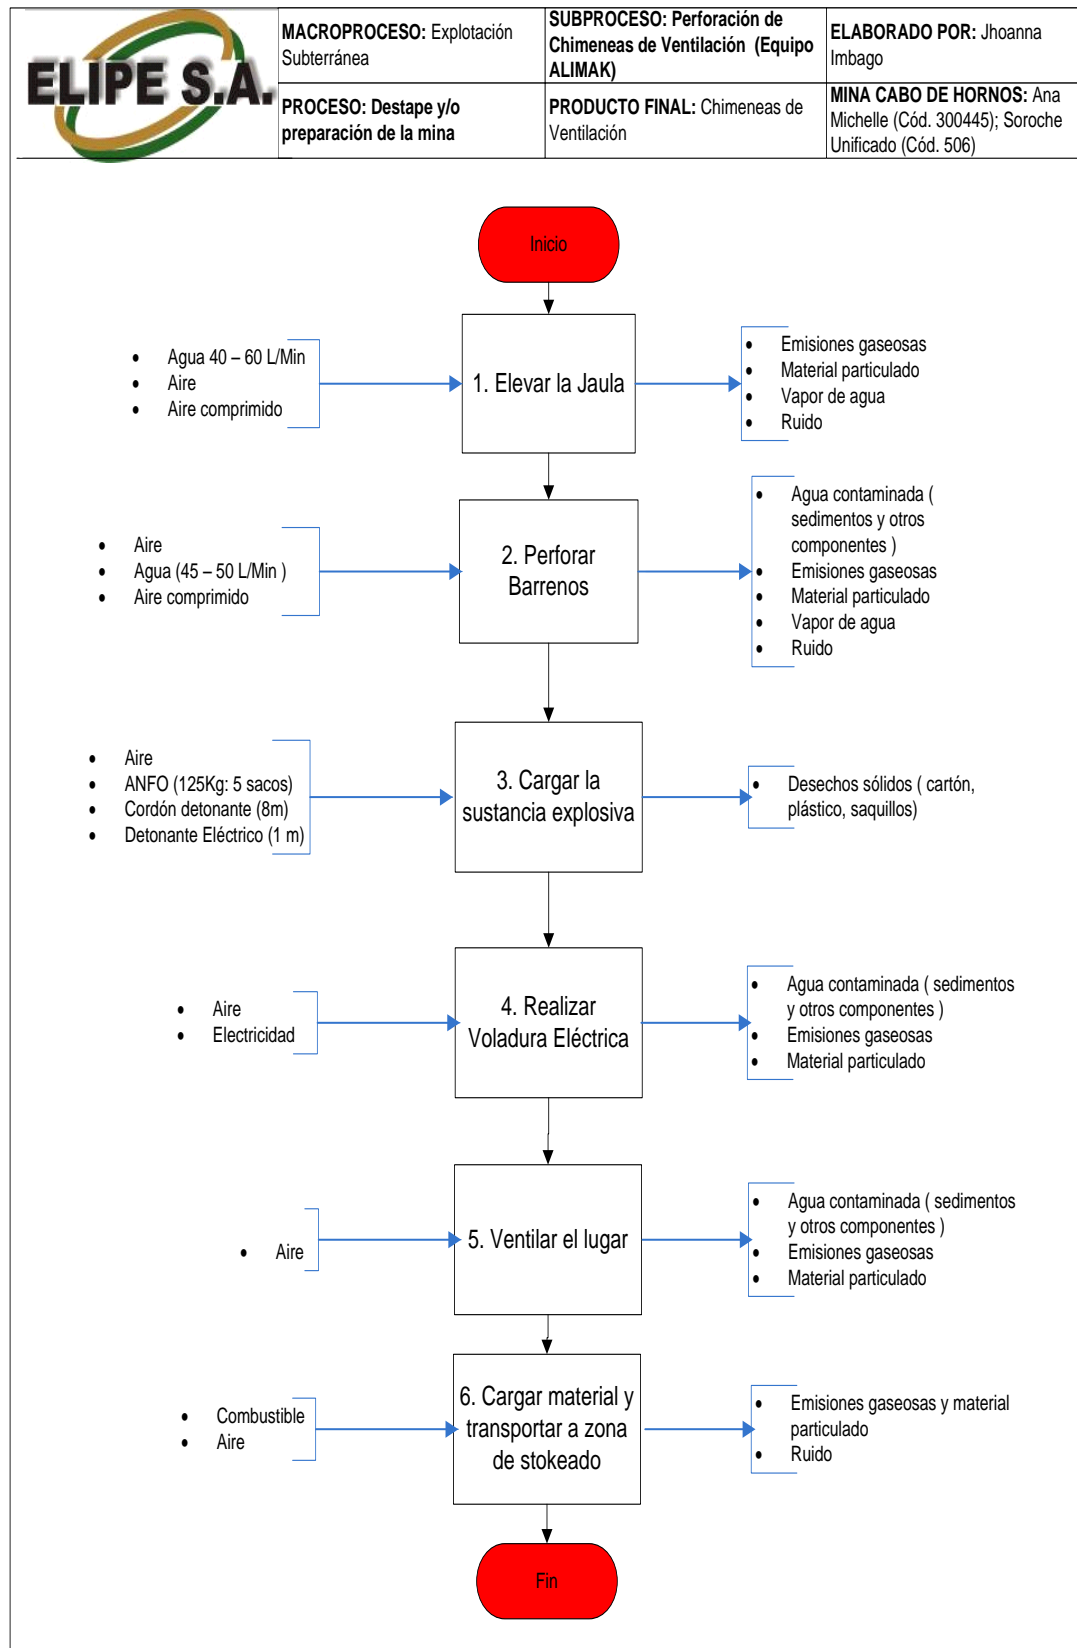 ELIPE S.A.
MACROPROCESO: Explotación
Subterránea
SUBPROCESO: Perforación de
Chimeneas de Ventilación (Equipo
ALIMAK)
ELABORADO POR: Jhoanna
Imbago
PROCESO: Destape y/o
preparación de la mina
PRODUCTO FINAL: Chimeneas de
Ventilación
MINA CABO DE HORNOS: Ana
Michelle (Cód. 300445); Soroche
Unificado (Cód. 506)
Inicio
• Agua 40 – 60 L/Min
• Aire
• Aire comprimido
1. Elevar la Jaula
• Emisiones gaseosas
• Material particulado
• Vapor de agua
• Ruido
• Aire
• Agua (45 – 50 L/Min )
• Aire comprimido
2. Perforar
Barrenos
• Agua contaminada (
sedimentos y otros
componentes )
• Emisiones gaseosas
• Material particulado
• Vapor de agua
• Ruido
• Aire
• ANFO (125Kg: 5 sacos)
• Cordón detonante (8m)
• Detonante Eléctrico (1 m)
3. Cargar la
sustancia explosiva
• Desechos sólidos ( cartón,
plástico, saquillos)
• Aire
• Electricidad
4. Realizar
Voladura Eléctrica
• Agua contaminada ( sedimentos
y otros componentes )
• Emisiones gaseosas
• Material particulado
• Aire
5. Ventilar el lugar
• Agua contaminada ( sedimentos
y otros componentes )
• Emisiones gaseosas
• Material particulado
• Combustible
• Aire
6. Cargar material y
transportar a zona
de stokeado
• Emisiones gaseosas y material
particulado
• Ruido
Fin